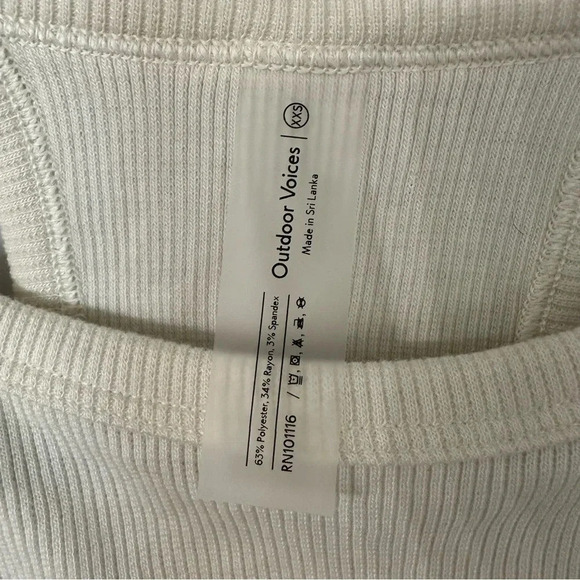 Outdoor Voices | XXS
Made in Sri Lanka
63% Polyester, 34% Rayon, 3% Spandex
RN101116 /